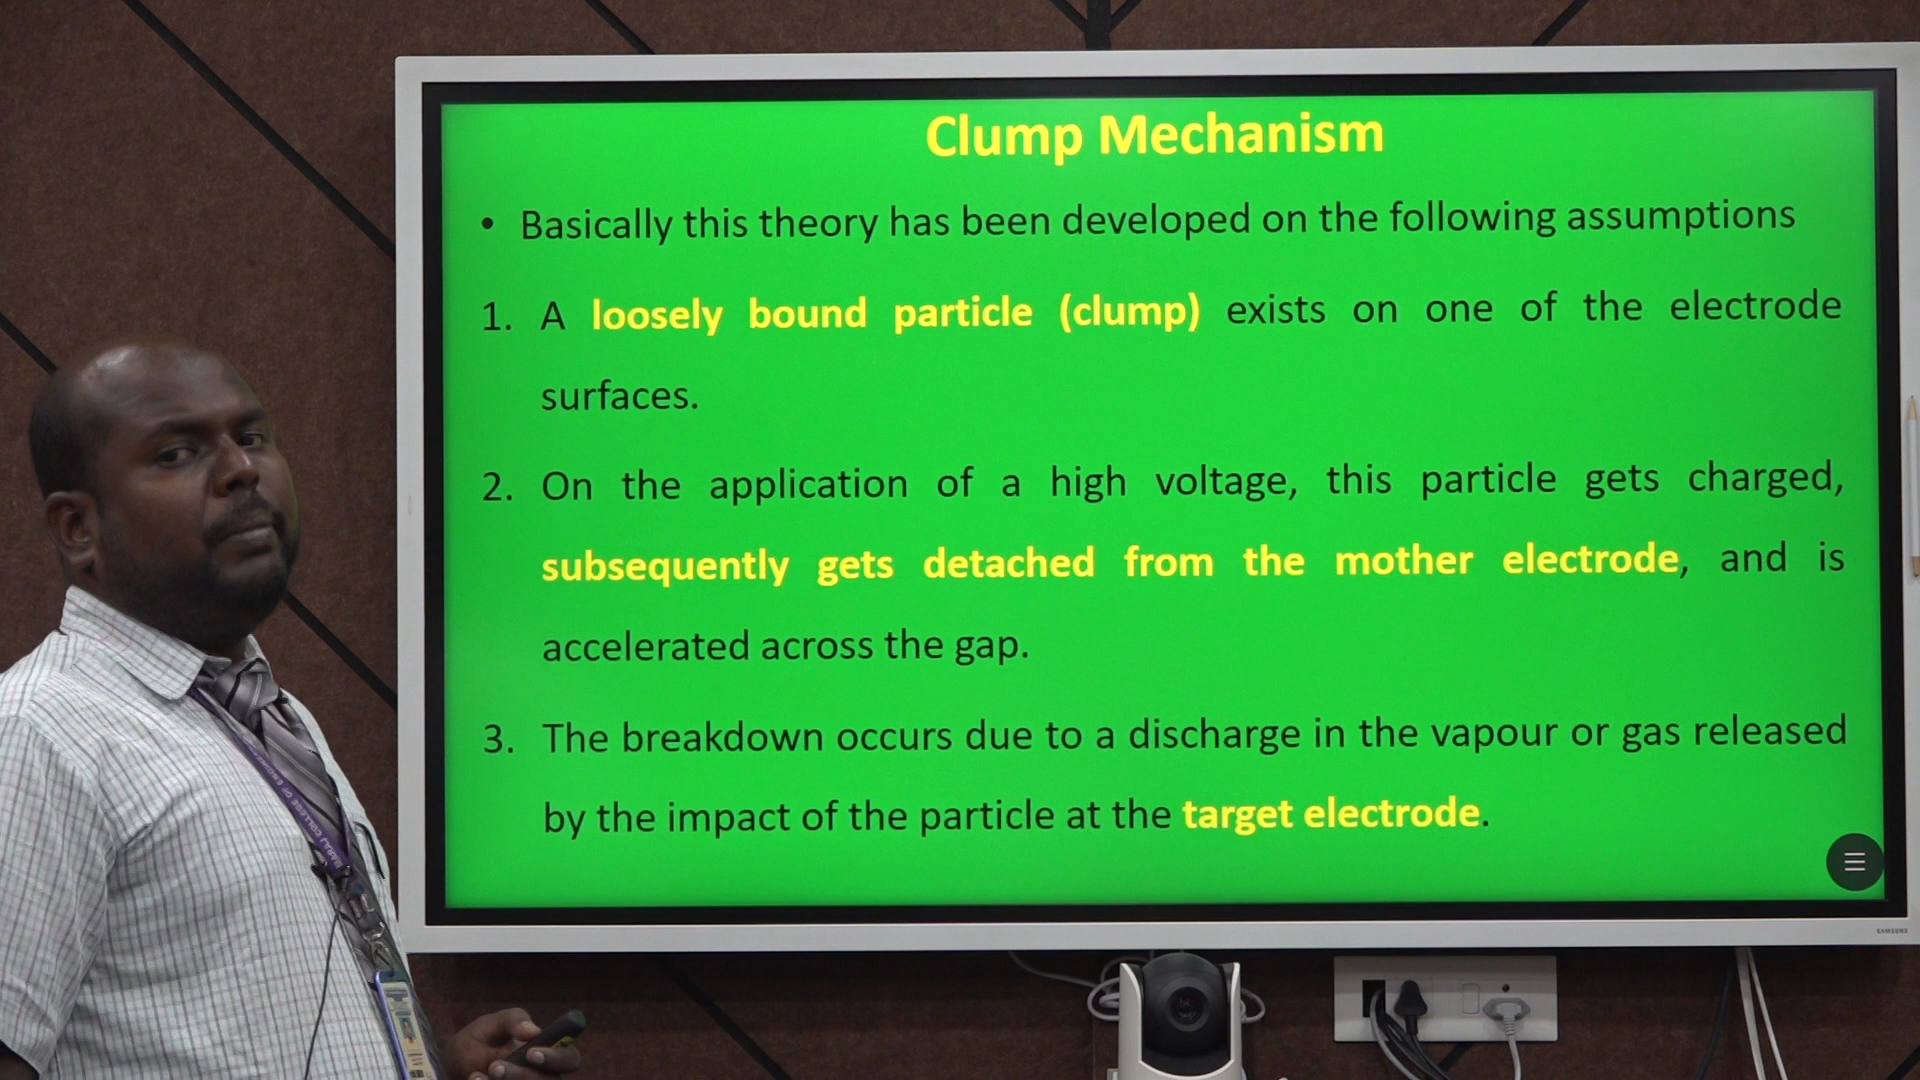 Clump Mechanism
• Basically this theory has been developed on the following assumptions
1. A loosely bound particle (clump) exists on one of the electrode
surfaces.
2. On the application of a high voltage, this particle gets charged,
subsequently gets detached from the mother electrode, and is
accelerated across the gap.
3. The breakdown occurs due to a discharge in the vapour or gas released
by the impact of the particle at the target electrode.
SAMSUNG
COLLEGE OF